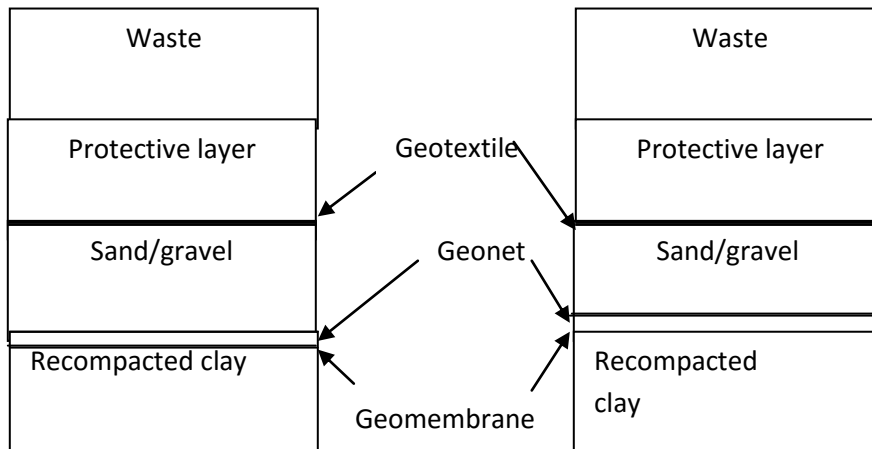 Waste
Protective layer
Sand/gravel
Recompacted clay
Geotextile
Geonet
Geomembrane
Waste
Protective layer
Sand/gravel
Recompacted
clay